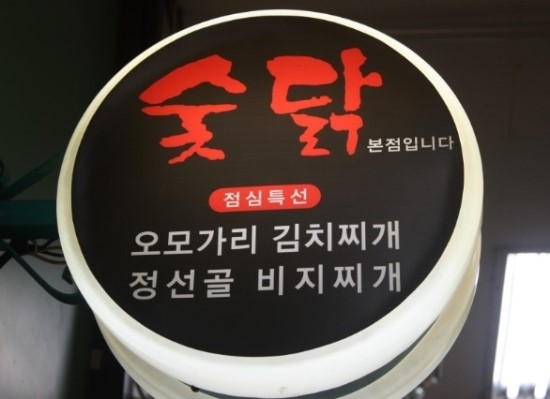 숯닭
본점입니다
점심특선
오모가리 김치찌개
정선골 비지찌개